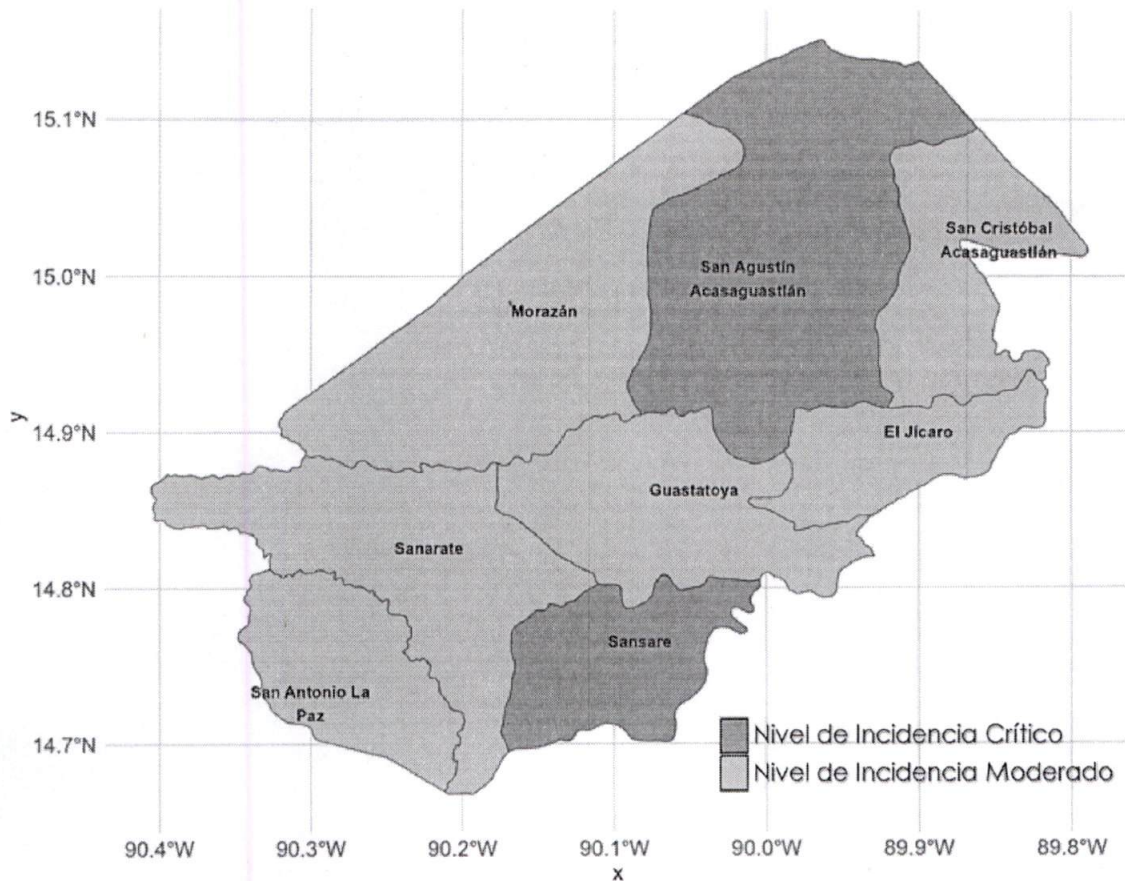 15.1°N
15.0°N
14.9°N
14.8°N
14.7°N
y
San Cristóbal
Acasaguastlán
San Agustín
Acasaguastlán
Morazán
El Jícaro
Guastatoya
Sanarate
Sansare
San Antonio La
Paz
Nivel de Incidencia Crítico
Nivel de Incidencia Moderado
90.4°W 90.3°W 90.2°W 90.1°W 90.0°W 89.9°W 89.8°W
x